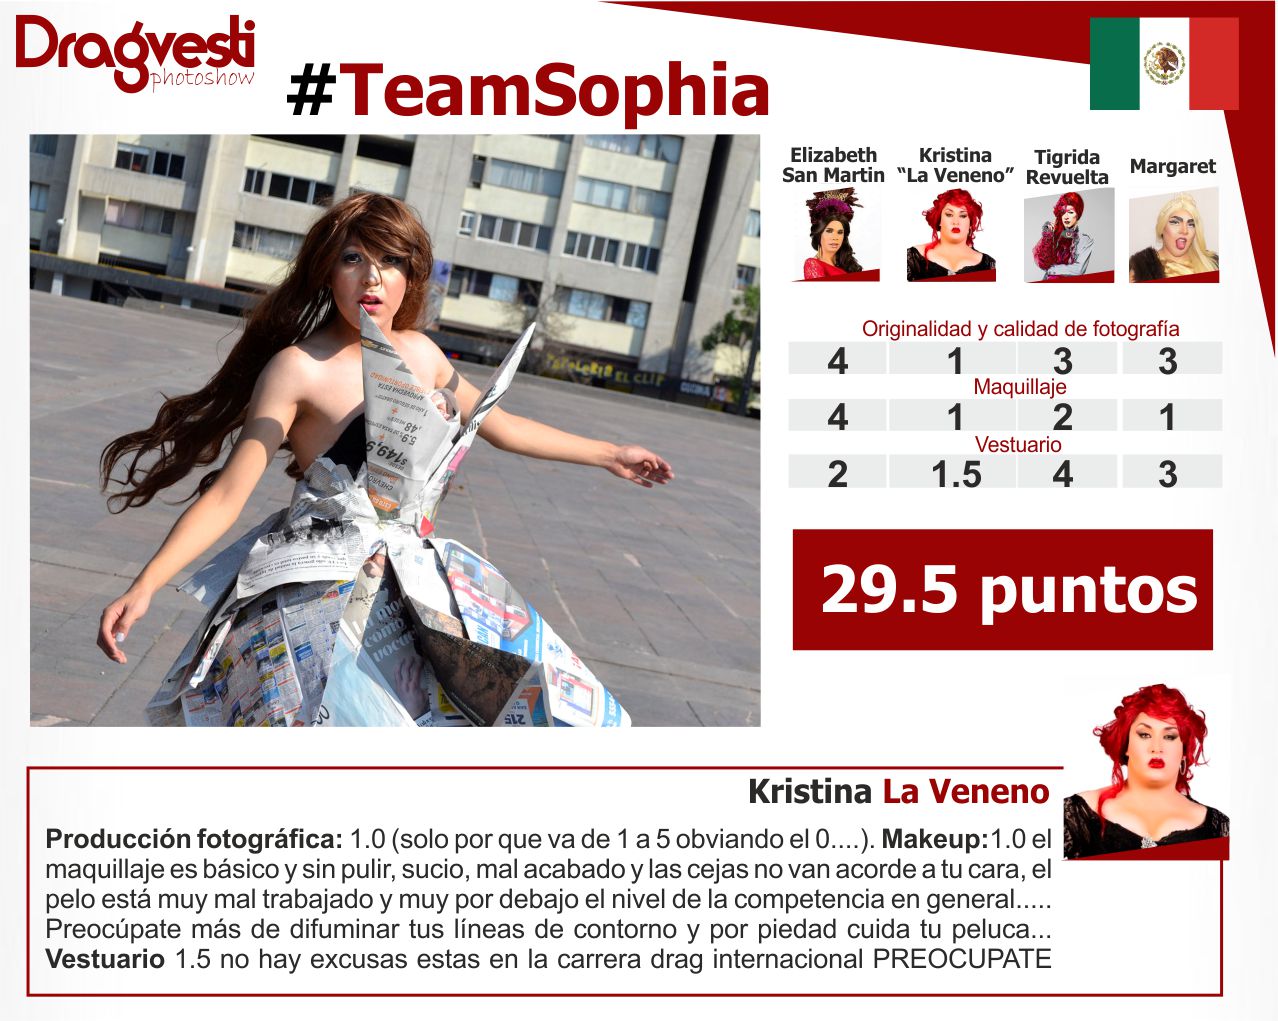 Dragvesti
photoshow
#TeamSophia
Elizabeth
San Martin
Kristina
“La Veneno”
Tigrida
Revuelta
Margaret
Originalidad y calidad de fotografía
4 1 3 3
Maquillaje
4 1 2 1
Vestuario
2 1.5 4 3
29.5 puntos
TALLERES EL CLIP
215
Kristina La Veneno
Producción fotográfica: 1.0 (solo por que va de 1 a 5 obviando el 0....). Makeup:1.0 el
maquillaje es básico y sin pulir, sucio, mal acabado y las cejas no van acorde a tu cara, el
pelo está muy mal trabajado y muy por debajo el nivel de la competencia en general.....
Preocúpate más de difuminar tus líneas de contorno y por piedad cuida tu peluca...
Vestuario 1.5 no hay excusas estas en la carrera drag internacional PREOCUPATE